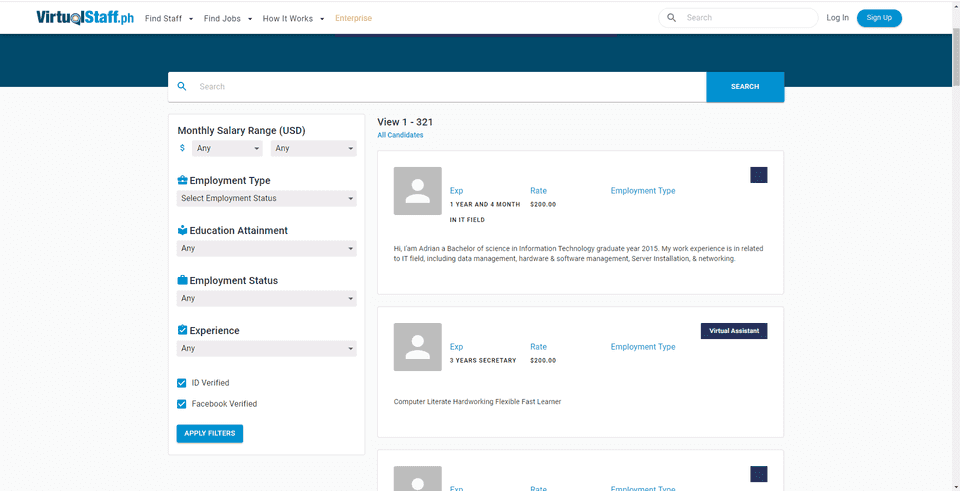 VirtualStaff.ph Find Staff Find Jobs How It Works Enterprise Search Log In Sign Up
Search SEARCH
Monthly Salary Range (USD)
$ Any Any
Employment Type
Select Employment Status
Education Attainment
Any
Employment Status
Any
Experience
Any
ID Verified
Facebook Verified
APPLY FILTERS
View 1 - 321
All Candidates
Exp Rate Employment Type
1 YEAR AND 4 MONTH $200.00
IN IT FIELD
Hi, i'am Adrian a Bachelor of science in Information Technology graduate year 2015. My work experience is in related
to IT field, including data management, hardware & software management, Server Installation, & networking.
Virtual Assistant
Exp Rate Employment Type
3 YEARS SECRETARY $200.00
Computer Literate Hardworking Flexible Fast Learner
Exp Rate Employment Type